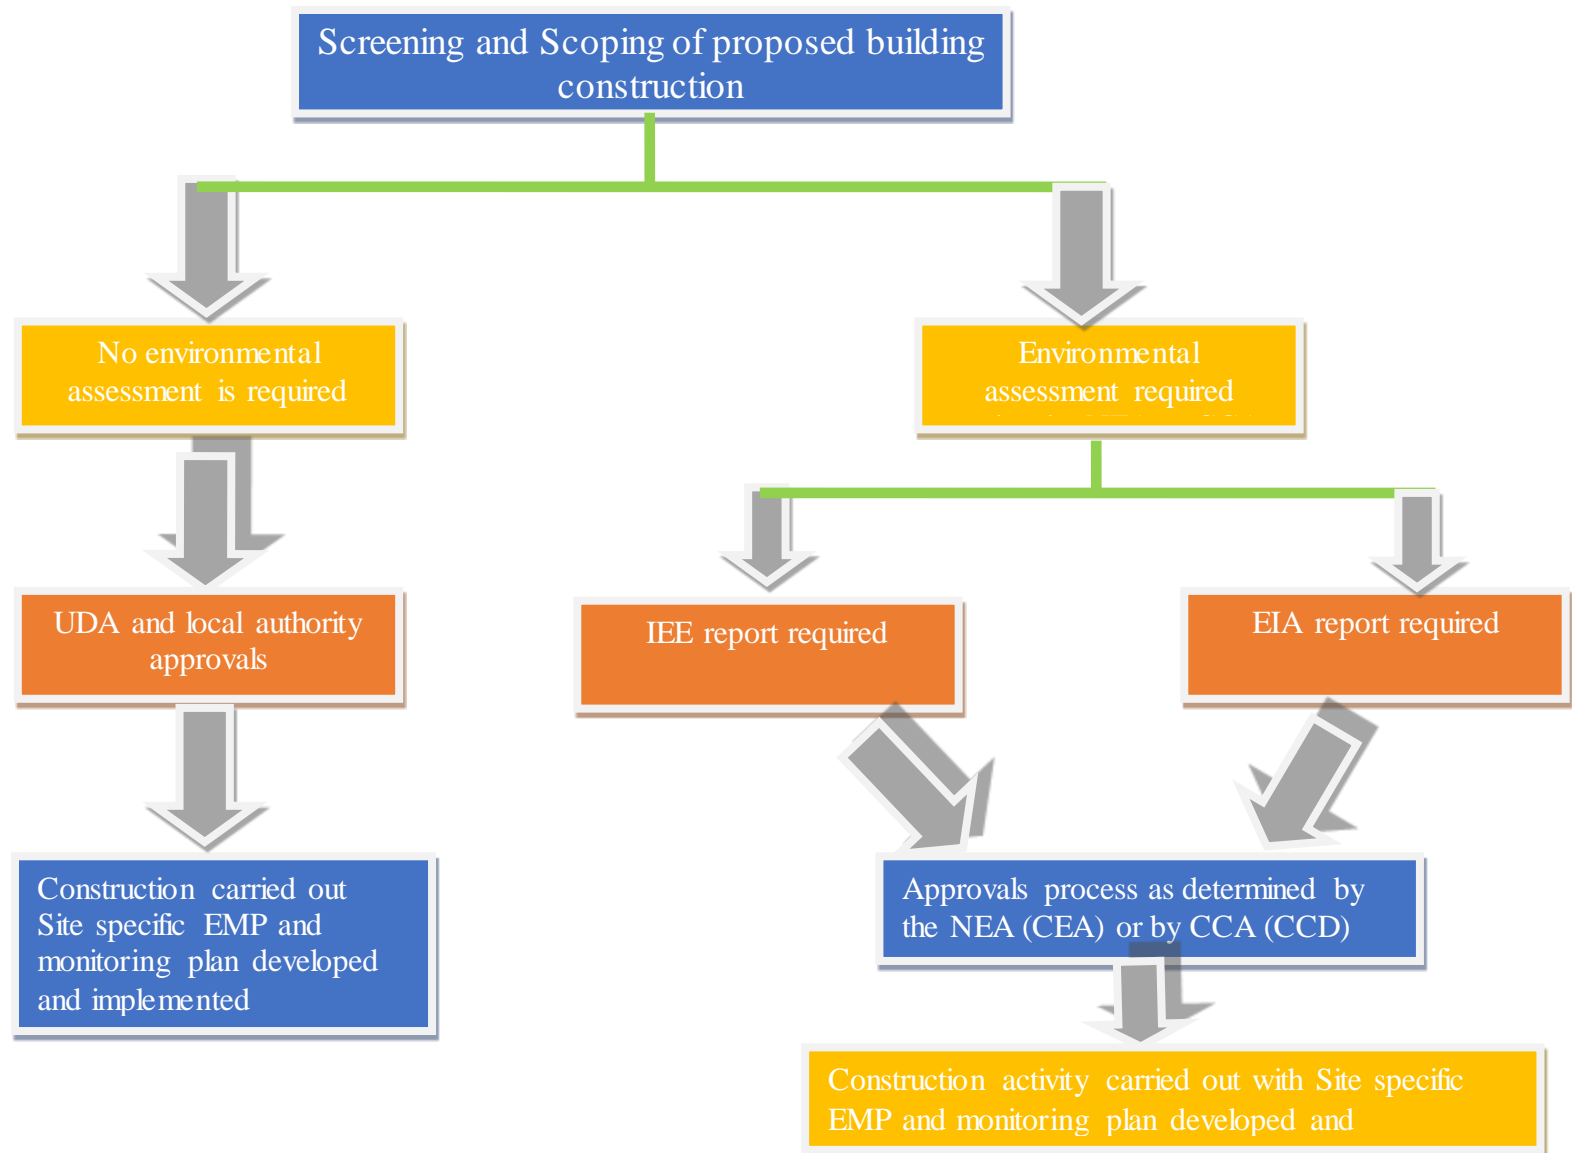 Screening and Scoping of proposed building
construction
No environmental
assessment is required
Environmental
assessment required
UDA and local authority
approvals
IEE report required
EIA report required
Construction carried out
Site specific EMP and
monitoring plan developed
and implemented
Approvals process as determined by
the NEA (CEA) or by CCA (CCD)
Construction activity carried out with Site specific
EMP and monitoring plan developed and